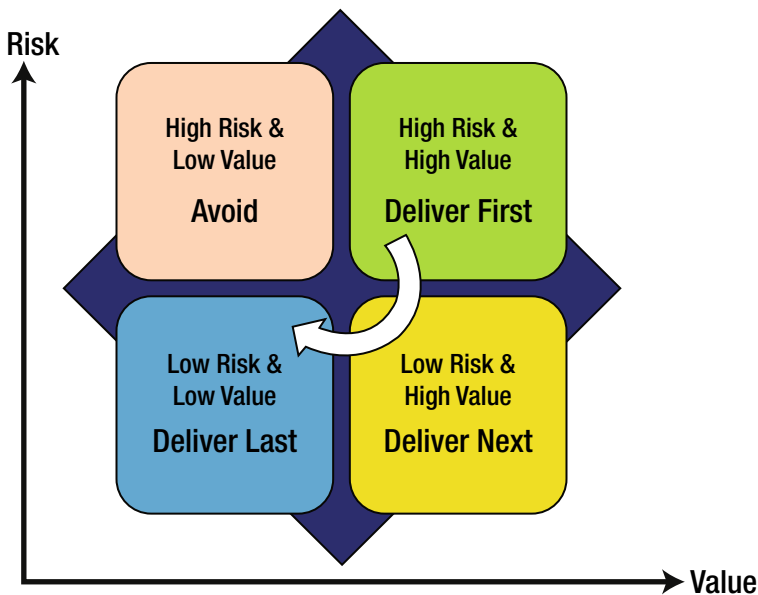 Risk
High Risk &
Low Value
Avoid
High Risk &
High Value
Deliver First
Low Risk &
Low Value
Deliver Last
Low Risk &
High Value
Deliver Next
Value